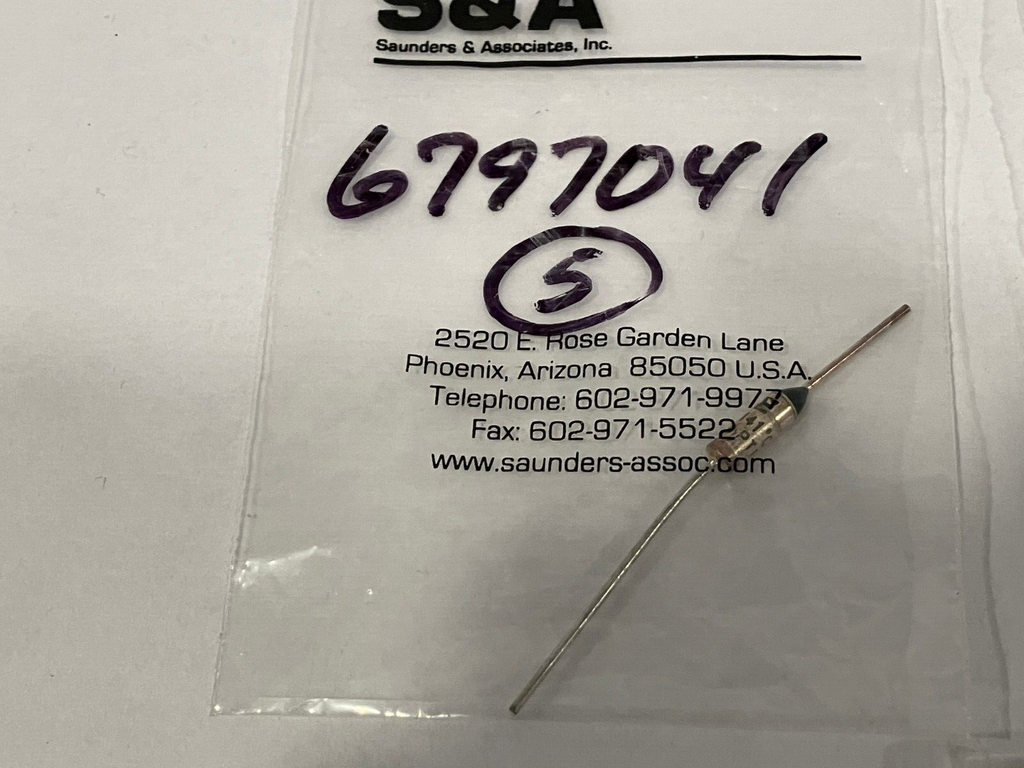 S&A
Saunders & Associates, Inc.
6797041
5
2520 E. Rose Garden Lane
Phoenix, Arizona 85050 U.S.A.
Telephone: 602-971-9977
Fax: 602-971-5522
www.saunders-assoc.com